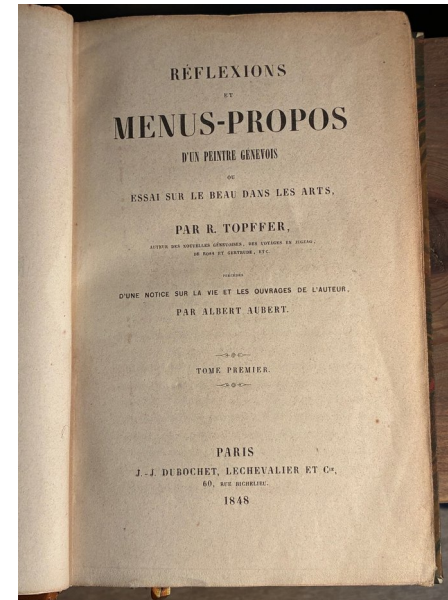 RÉFLEXIONS
ET
MENUS-PROPOS
D'UN PEINTRE GÉNEVOIS
OU
ESSAI SUR LE BEAU DANS LES ARTS,
PAR R. TOPFFER,
AUTEUR DES NOUVELLES GÉNEVOISES, DES VOYAGES EN ZIGZAG,
DE ROSA ET GERTRUDE, ETC.
PRÉCÉDÉS
D'UNE NOTICE SUR LA VIE ET LES OUVRAGES DE L'AUTEUR,
PAR ALBERT AUBERT.
TOME PREMIER.
PARIS
J.-J. DUBOCHET, LECHEVALIER ET Cie,
60, RUE RICHELIEU.
1848